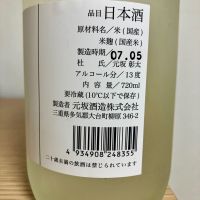 品目 日本酒
原材料名／米(国産)
米麹(国産米)
製造時期／ 07.05
杜　　氏／元坂 彰太
アルコール分／13度
内　容　量／720ml
要冷蔵(10℃以下で保存)
製造者 元坂酒造株式会社
三重県多気郡大台町柳原 346-2
4 934908 248355
二十歳未満の飲酒は禁じられています